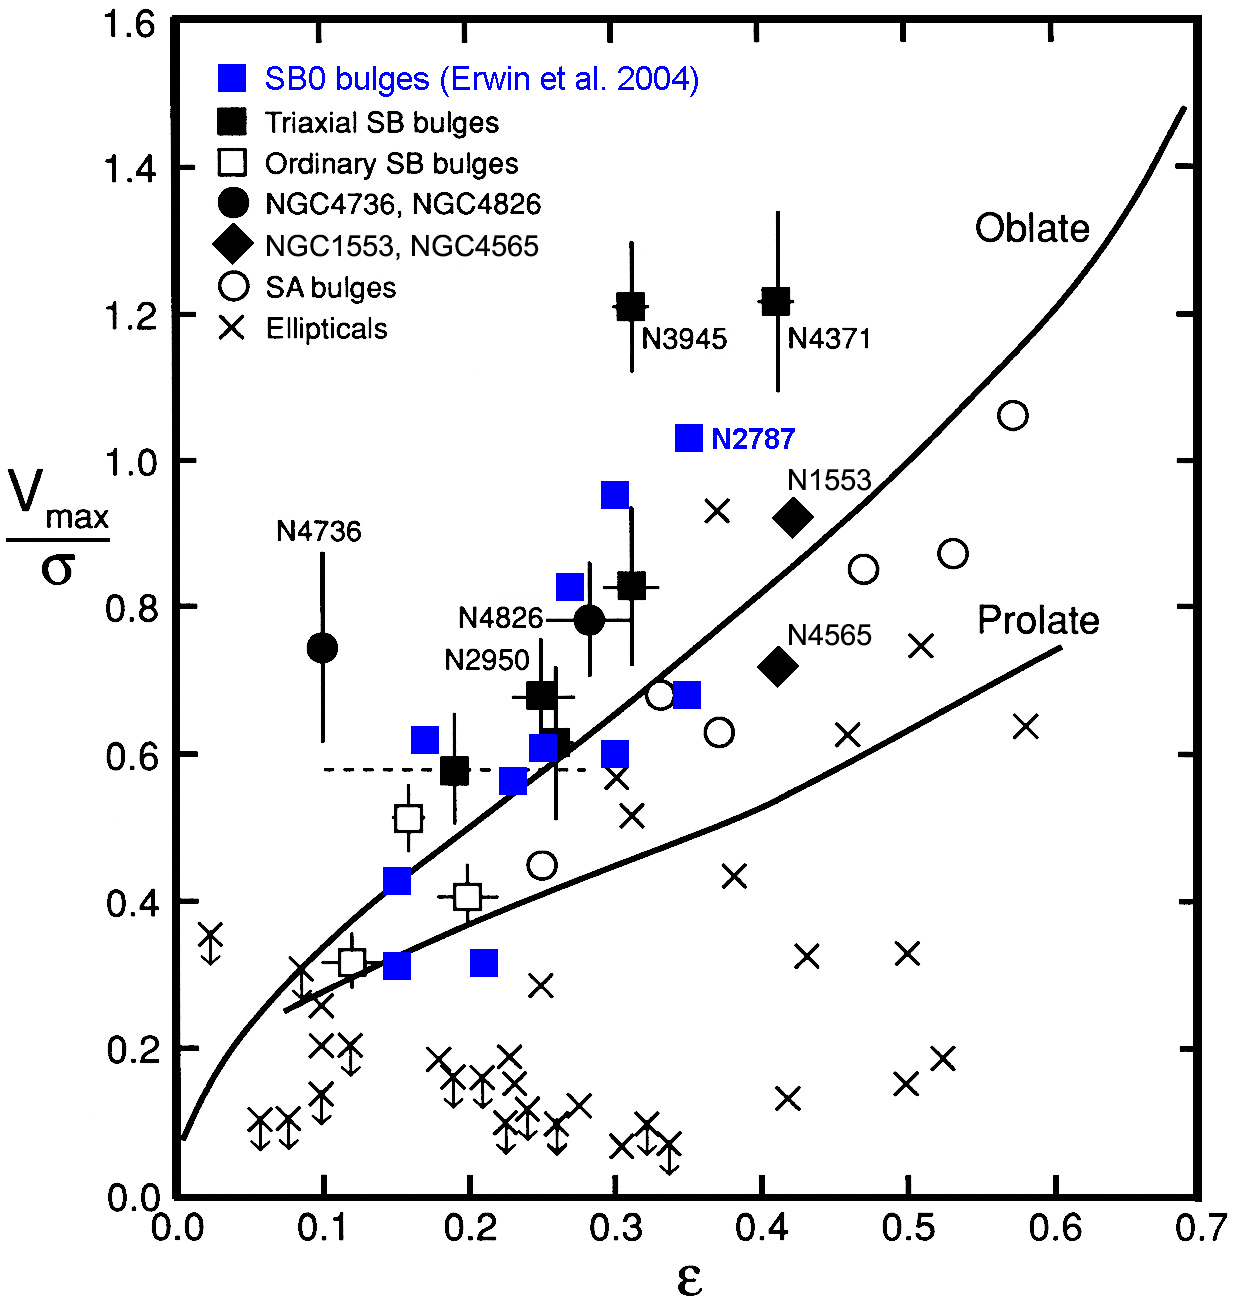 1.6
SB0 bulges (Erwin et al. 2004)
Triaxial SB bulges
Ordinary SB bulges
1.4
NGC4736, NGC4826
Oblate
NGC1553, NGC4565
SA bulges
1.2
Ellipticals
N3945
N4371
N2787
1.0
V max
σ
N1553
N4736
0.8
N4826
Prolate
N4565
N2950
0.6
0.4
0.2
0.0
0.0 0.1 0.2 0.3 0.4 0.5 0.6 0.7
ε